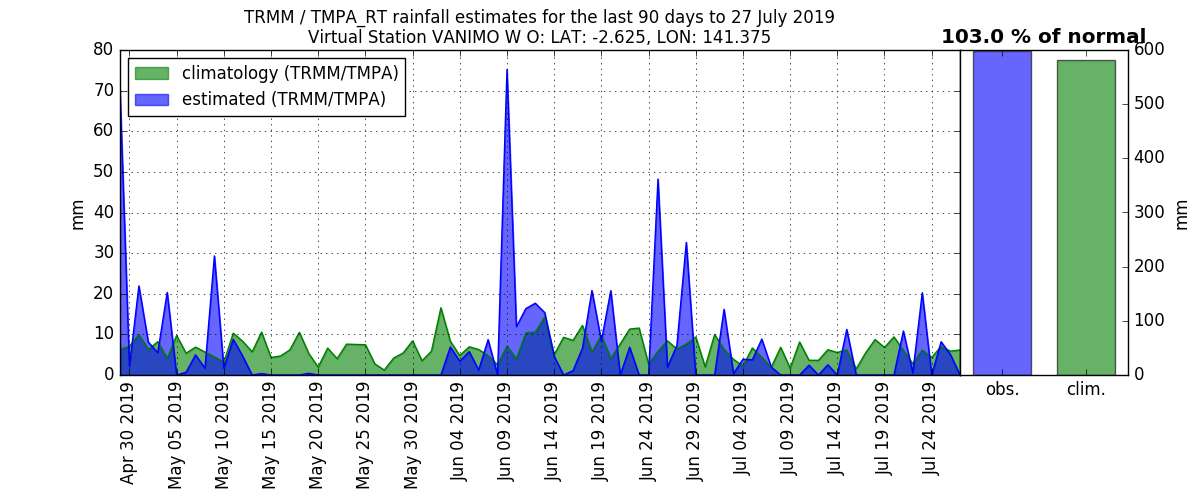 TRMM / TMPA_RT rainfall estimates for the last 90 days to 27 July 2019
Virtual Station VANIMO W O: LAT: -2.625, LON: 141.375
103.0 % of normal
climatology (TRMM/TMPA)
estimated (TRMM/TMPA)
mm
80
70
60
50
40
30
20
10
0
Apr 30 2019
May 05 2019
May 10 2019
May 15 2019
May 20 2019
May 25 2019
May 30 2019
Jun 04 2019
Jun 09 2019
Jun 14 2019
Jun 19 2019
Jun 24 2019
Jun 29 2019
Jul 04 2019
Jul 09 2019
Jul 14 2019
Jul 19 2019
Jul 24 2019
obs.
clim.
600
500
400
300
200
100
0
mm